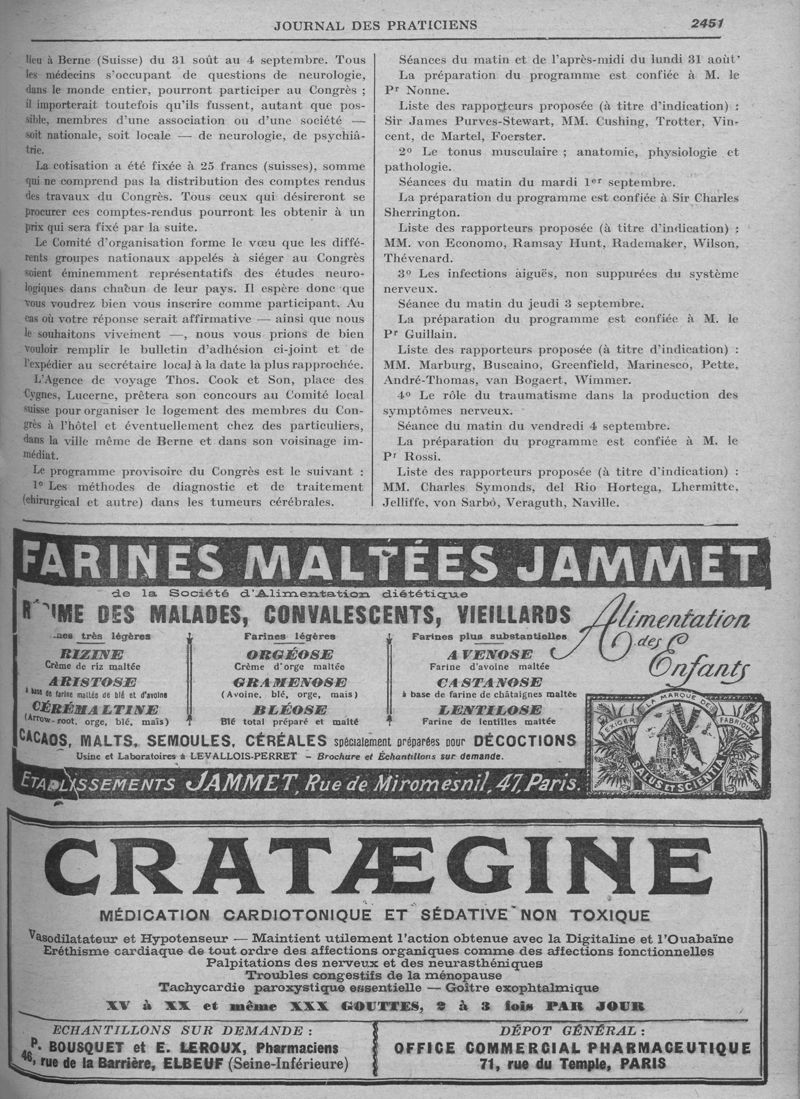 JOURNAL DES PRATICIENS 2451
lieu à Berne (Suisse) du 31 soût au 4 septembre. Tous
les médecins s'occupant de questions de neurologie,
dans le monde entier, pourront participer au Congrès ;
il importerait toutefois qu'ils fussent, autant que pos-
sible, membres d'une association ou d'une société —
soit nationale, soit locale — de neurologie, de psychiâ-
trie.
La cotisation a été fixée à 25 francs (suisses), somme
qui ne comprend pas la distribution des comptes rendus
des travaux du Congrès. Tous ceux qui désireront se
procurer ces comptes-rendus pourront les obtenir à un
prix qui sera fixé par la suite.
Le Comité d'organisation forme le vœu que les diffé-
rents groupes nationaux appelés à siéger au Congrès
soient éminemment représentatifs des études neuro-
logiques dans chacun de leur pays. Il espère donc que
vous voudrez bien vous inscrire comme participant. Au
cas où votre réponse serait affirmative — ainsi que nous
le souhaitons vivement —, nous vous prions de bien
vouloir remplir le bulletin d'adhésion ci-joint et de
l'expédier au secrétaire local à la date la plus rapprochée.
L'Agence de voyage Thos. Cook et Son, place des
Cygnes, Lucerne, prêtera son concours au Comité local
suisse pour organiser le logement des membres du Con-
grès à l'hôtel et éventuellement chez des particuliers,
dans la ville même de Berne et dans son voisinage im-
médiat.
Le programme provisoire du Congrès est le suivant :
1º Les méthodes de diagnostic et de traitement
(chirurgical et autre) dans les tumeurs cérébrales.
Séances du matin et de l'après-midi du lundi 31 août
La préparation du programme est confiée à M. le
Pr Nonne.
Liste des rapporteurs proposée (à titre d'indication) :
Sir James Purves-Stewart, MM. Cushing, Trotter, Vin-
cent, de Martel, Foerster.
2º Le tonus musculaire ; anatomie, physiologie et
pathologie.
Séances du matin du mardi 1er septembre.
La préparation du programme est confiée à Sir Charles
Sherrington.
Liste des rapporteurs proposée (à titre d'indication) :
MM. von Economo, Ramsay Hunt, Rademaker, Wilson,
Thévenard.
3º Les infections aiguës, non suppurées du système
nerveux.
Séance du matin du jeudi 3 septembre.
La préparation du programme est confiée à M. le
Pr Guillain.
Liste des rapporteurs proposée (à titre d'indication) :
MM. Marburg, Buscaino, Greenfield, Marinesco, Pette,
André-Thomas, van Bogaert, Wimmer.
4º Le rôle du traumatisme dans la production des
symptômes nerveux.
Séance du matin du vendredi 4 septembre.
La préparation du programme est confiée à M. le
Pr Rossi.
Liste des rapporteurs proposée (à titre d'indication) :
MM. Charles Symonds, del Rio Hortega, Lhermitte,
Jelliffe, von Sarbò, Veraguth, Naville.
FARINES MALTÉES JAMMET
de la Société d'Alimentation diététique
DES MALADES, CONVALESCENTS, VIEILLARDS
Alimentation
des
Enfants
très légères
RIZINE
Crème de riz maltée
ARISTOSE
à base de farine maltée de blé et d'avoine
CÉRÉMALTINE
(Arrow-root, orge, blé, maïs)
Farines légères
ORGÉOSE
Crème d'orge maltée
GRAMENOSE
(Avoine, blé, orge, maïs)
BLÉOSE
Blé total préparé et malté
Farines plus substantielles
AVENOSE
Farine d'avoine maltée
CASTANOSE
à base de farine de châtaignes maltée
LENTILOSE
Farine de lentilles maltée
CACAOS, MALTS, SEMOULES, CÉRÉALES spécialement préparées pour DÉCOCTIONS
Usine et Laboratoires à LEVALLOIS-PERRET – Brochure et Échantillons sur demande.
EXIGER LA MARQUE DE FABRIQUE
SALUS ET SCIENTIA
ETABLISSEMENTS JAMMET, Rue de Miromesnil, 47, Paris.
CRATÆGINE
MÉDICATION CARDIOTONIQUE ET SÉDATIVE NON TOXIQUE
Vasodilatateur et Hypotenseur — Maintient utilement l'action obtenue avec la Digitaline et l'Ouabaïne
Eréthisme cardiaque de tout ordre des affections organiques comme des affections fonctionnelles
Palpitations des nerveux et des neurasthéniques
Troubles congestifs de la ménopause
Tachycardie paroxystique essentielle — Goître exophtalmique
XV à XX et même XXX GOUTTES, 2 à 3 fois PAR JOUR
ECHANTILLONS SUR DEMANDE :
P. BOUSQUET et E. LEROUX, Pharmaciens
46, rue de la Barrière, ELBEUF (Seine-Inférieure)
DÉPOT GÉNÉRAL :
OFFICE COMMERCIAL PHARMACEUTIQUE
71, rue du Temple, PARIS